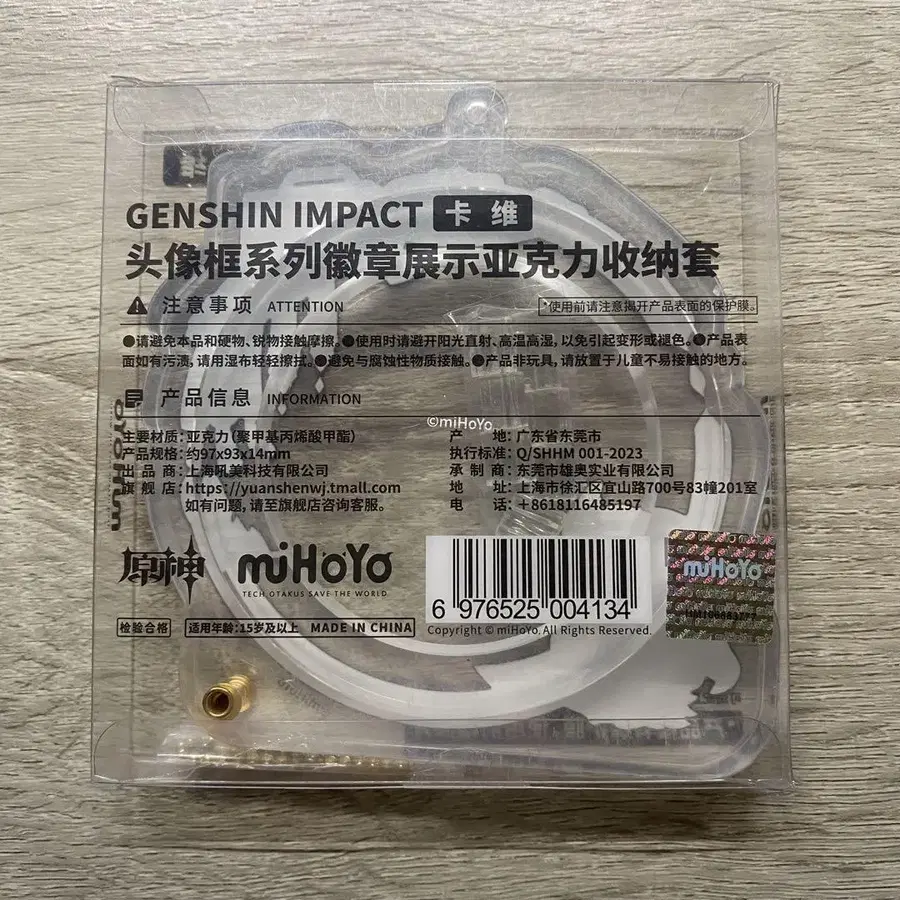 GENSHIN IMPACT 卡维
头像框系列徽章展示亚克力收纳套
注意事项 ATTENTION
*使用前请注意揭开产品表面的保护膜。
●请避免本品和硬物、锐物接触摩擦。●使用时请避开阳光直射、高温高湿，以免引起变形或褪色。●产品表
面如有污渍，请用湿布轻轻擦拭。●避免与腐蚀性物质接触。●产品非玩具，请放置于儿童不易接触的地方。
产品信息 INFORMATION
©miHoYo
主要材质：亚克力（聚甲基丙烯酸甲酯）
产品规格：约97x93x14mm
出品商：上海吼美科技有限公司
旗舰店：https://yuanshenwj.tmall.com
如有问题，请至旗舰店咨询客服。
产地：广东省东莞市
执行标准：Q/SHHM 001-2023
承制商：东莞市雄奥实业有限公司
地址：上海市徐汇区宜山路700号83幢201室
电话：＋8618116485197
原神
miHoYo
TECH OTAKUS SAVE THE WORLD
6 976525 004134
Copyright © miHoYo. All Rights Reserved.
miHoYo
检验合格
适用年龄：15岁及以上 MADE IN CHINA